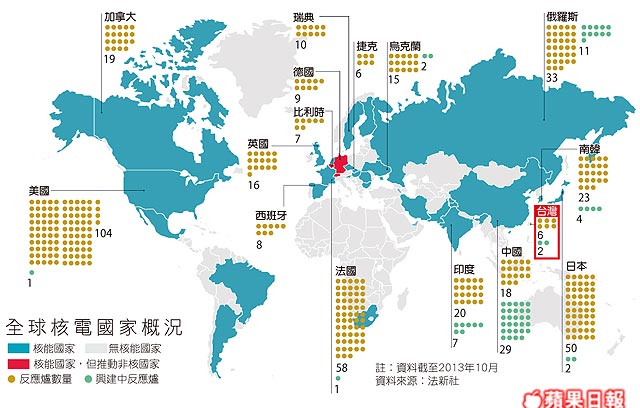 加拿大
19
瑞典
10
捷克
6
烏克蘭
2
15
俄羅斯
11
33
德國
9
比利時
7
英國
16
南韓
23
4
美國
104
1
西班牙
8
台灣
6
2
法國
58
1
印度
20
7
中國
18
29
日本
50
2
全球核電國家概況
核能國家
無核能國家
核能國家，但推動非核國家
反應爐數量
興建中反應爐
註：資料截至2013年10月
資料來源：法新社
蘋果日報